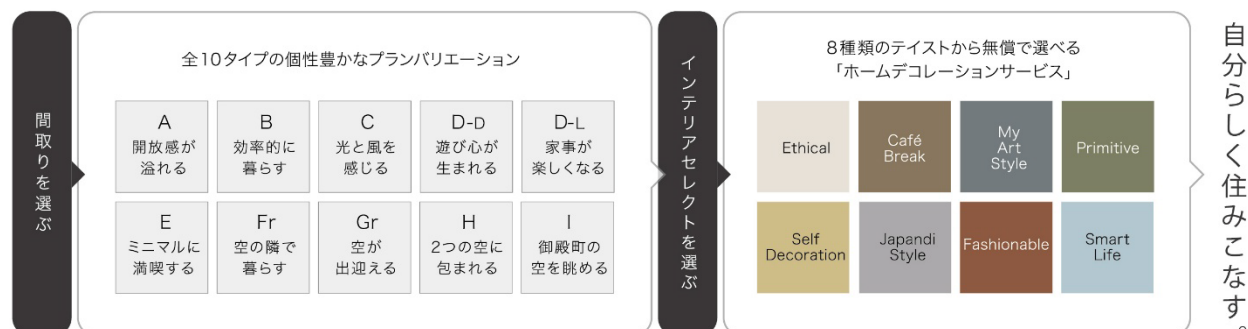 間取りを選ぶ
全10タイプの個性豊かなプランバリエーション
A
開放感が
溢れる
B
効率的に
暮らす
C
光と風を
感じる
D-D
遊び心が
生まれる
D-L
家事が
楽しくなる
E
ミニマルに
満喫する
Fr
空の隣で
暮らす
Gr
空が
出迎える
H
2つの空に
包まれる
I
御殿町の
空を眺める
インテリアセレクトを選ぶ
8種類のテイストから無償で選べる
「ホームデコレーションサービス」
Ethical
Café
Break
My
Art
Style
Primitive
Self
Decoration
Japandi
Style
Fashionable
Smart
Life
自分らしく住みこなす。